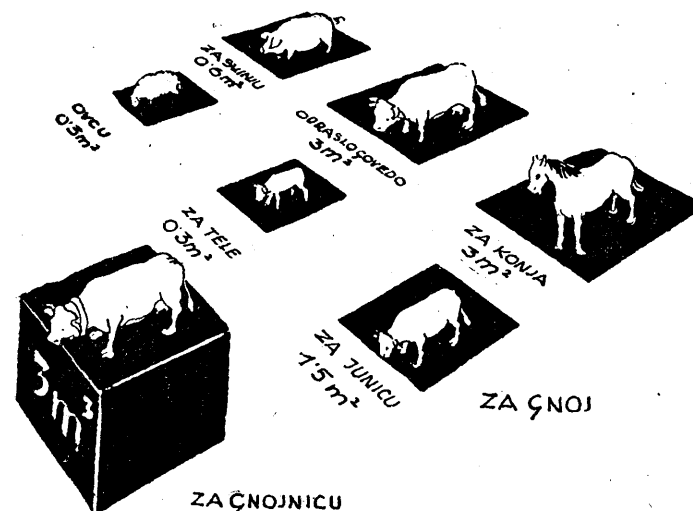 ZA SVINJU
0·6m²
OVCU
0·3m²
ODRASLO GOVEDO
3m²
ZA TELE
0·3m²
ZA KONJA
3m²
ZA JUNICU
1·5m²
ZA GNOJ
3m³
ZA GNOJNICU